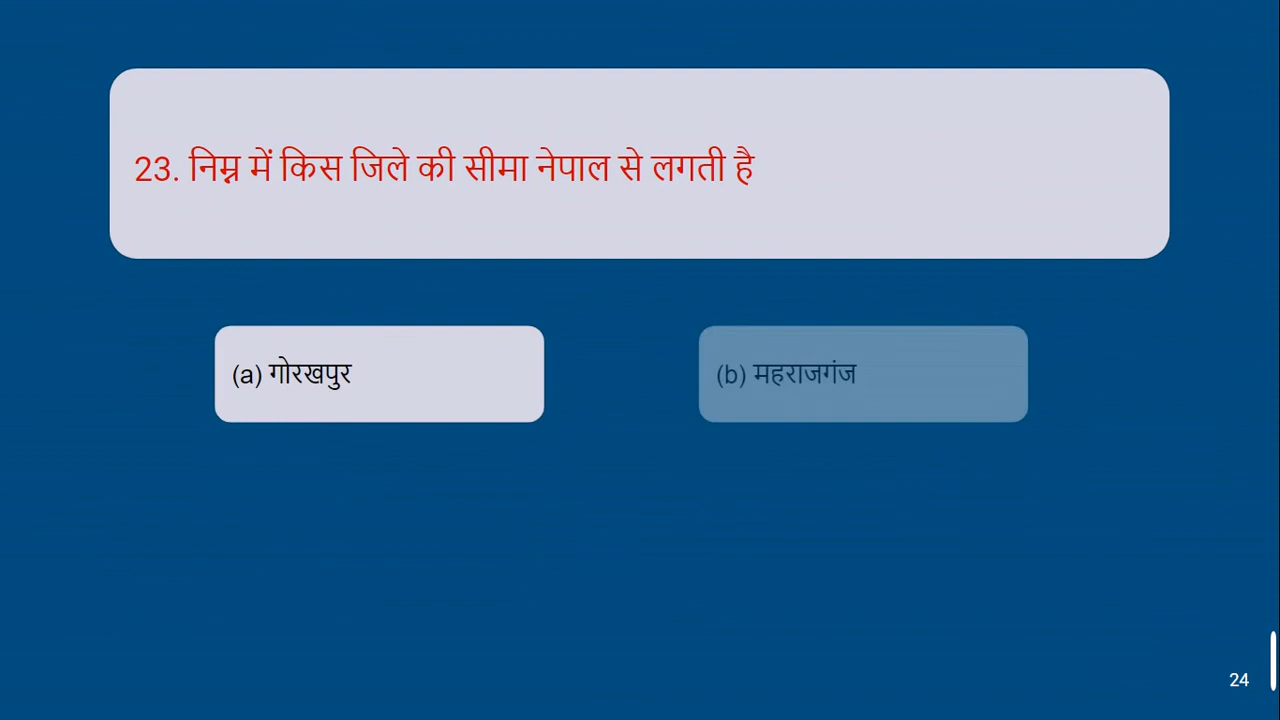 23. निम्न में किस जिले की सीमा नेपाल से लगती है
(a) गोरखपुर
(b) महराजगंज
24